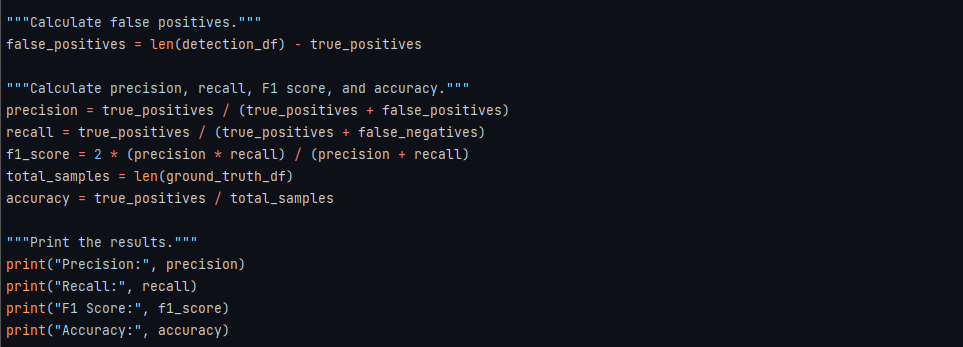 """Calculate false positives."""
false_positives = len(detection_df) - true_positives
"""Calculate precision, recall, F1 score, and accuracy."""
precision = true_positives / (true_positives + false_positives)
recall = true_positives / (true_positives + false_negatives)
f1_score = 2 * (precision * recall) / (precision + recall)
total_samples = len(ground_truth_df)
accuracy = true_positives / total_samples
"""Print the results."""
print("Precision:", precision)
print("Recall:", recall)
print("F1 Score:", f1_score)
print("Accuracy:", accuracy)